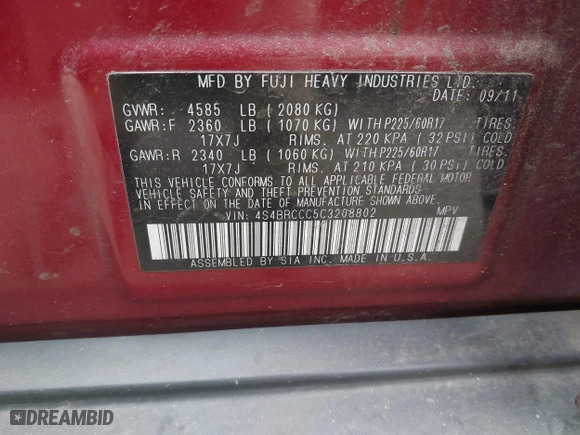 MFD BY FUJI HEAVY INDUSTRIES LTD.
DATE: 09/11
GVWR: 4585 LB (2080 KG)
GAWR:F 2360 LB (1070 KG) WITH P225/60R17 TIRES.
17X7J RIMS. AT 220 KPA (32 PSI) COLD
GAWR:R 2340 LB (1060 KG) WITH P225/60R17 TIRES.
17X7J RIMS. AT 210 KPA (30 PSI) COLD
THIS VEHICLE CONFORMS TO ALL APPLICABLE FEDERAL MOTOR
VEHICLE SAFETY AND THEFT PREVENTION STANDARDS
IN EFFECT ON THE DATE OF MANUFACTURE SHOWN ABOVE.
VIN: 4S4BRCCC5C3208802 MPV
ASSEMBLED BY SIA INC. MADE IN U.S.A.
DREAMBID